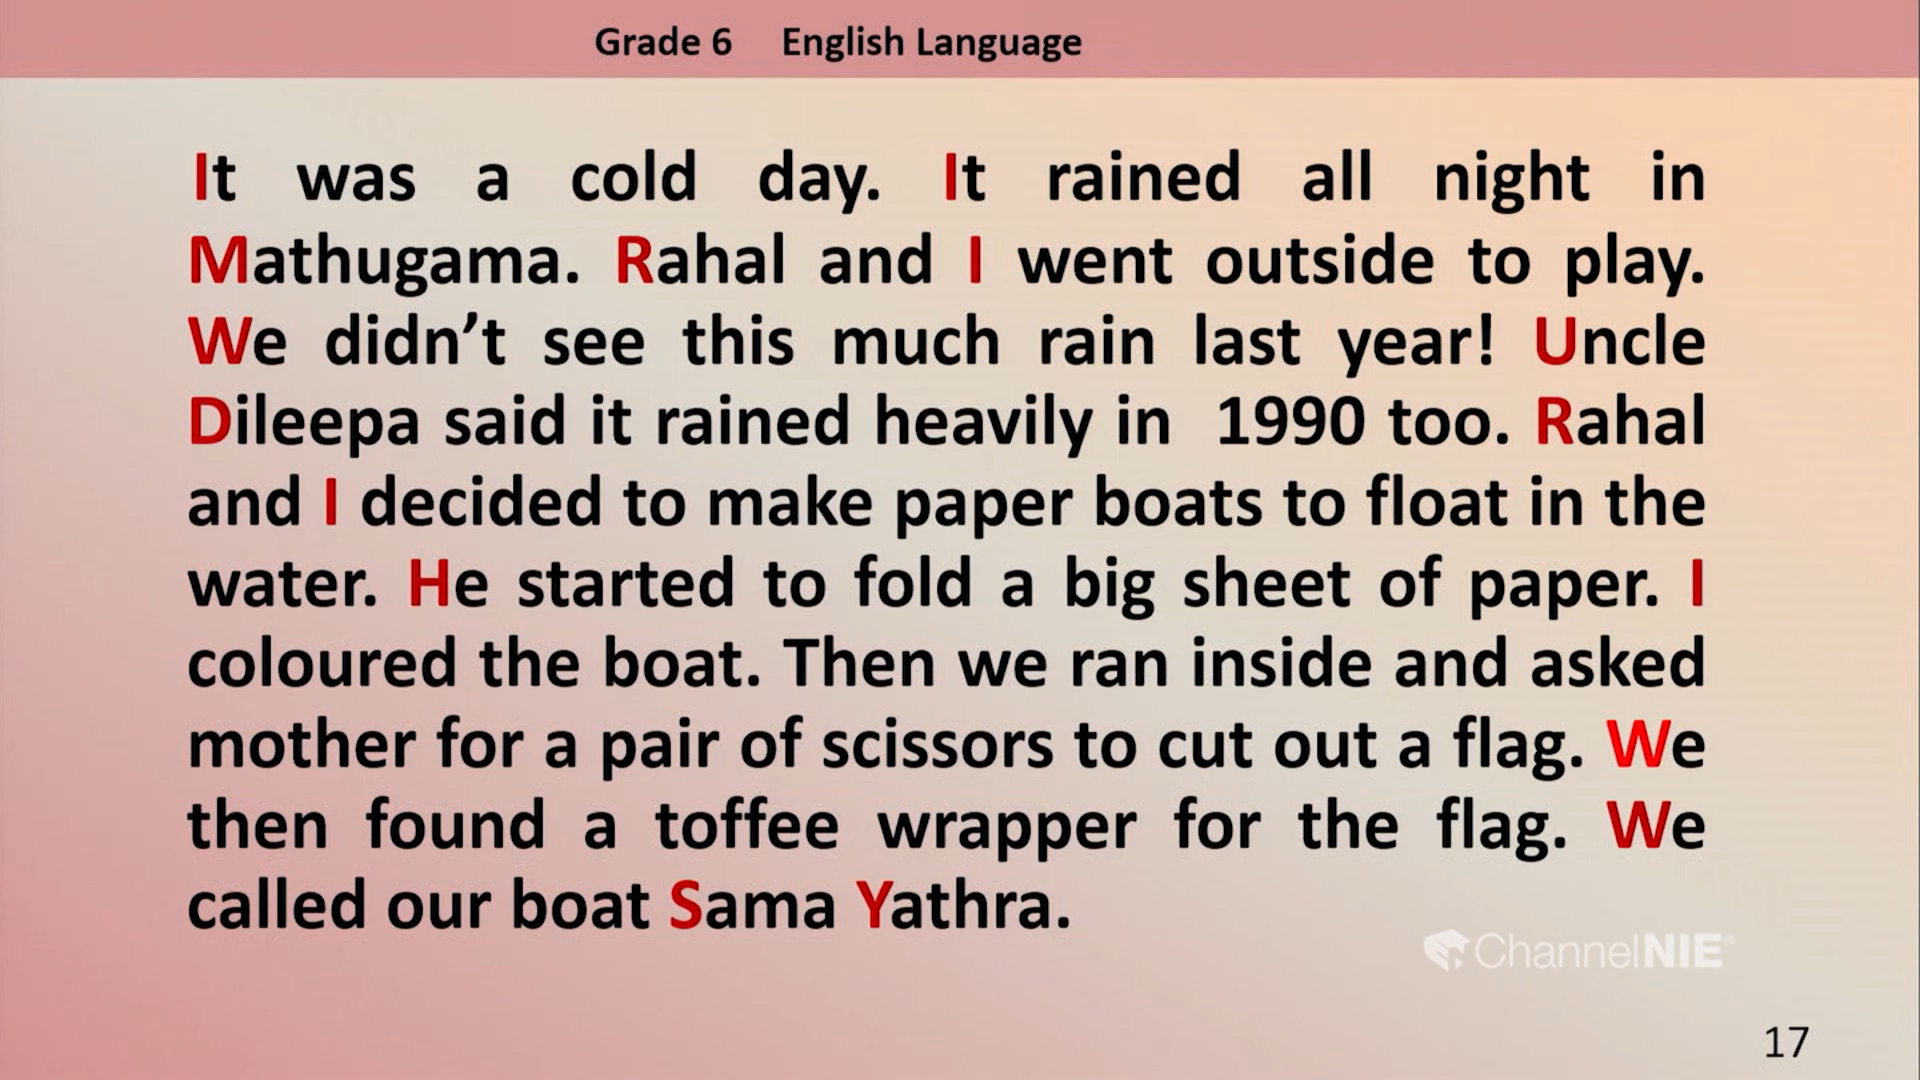 Grade 6 English Language
It was a cold day. It rained all night in
Mathugama. Rahal and I went outside to play.
We didn’t see this much rain last year! Uncle
Dileepa said it rained heavily in 1990 too. Rahal
and I decided to make paper boats to float in the
water. He started to fold a big sheet of paper. I
coloured the boat. Then we ran inside and asked
mother for a pair of scissors to cut out a flag. We
then found a toffee wrapper for the flag. We
called our boat Sama Yathra.
ChannelNIE
17